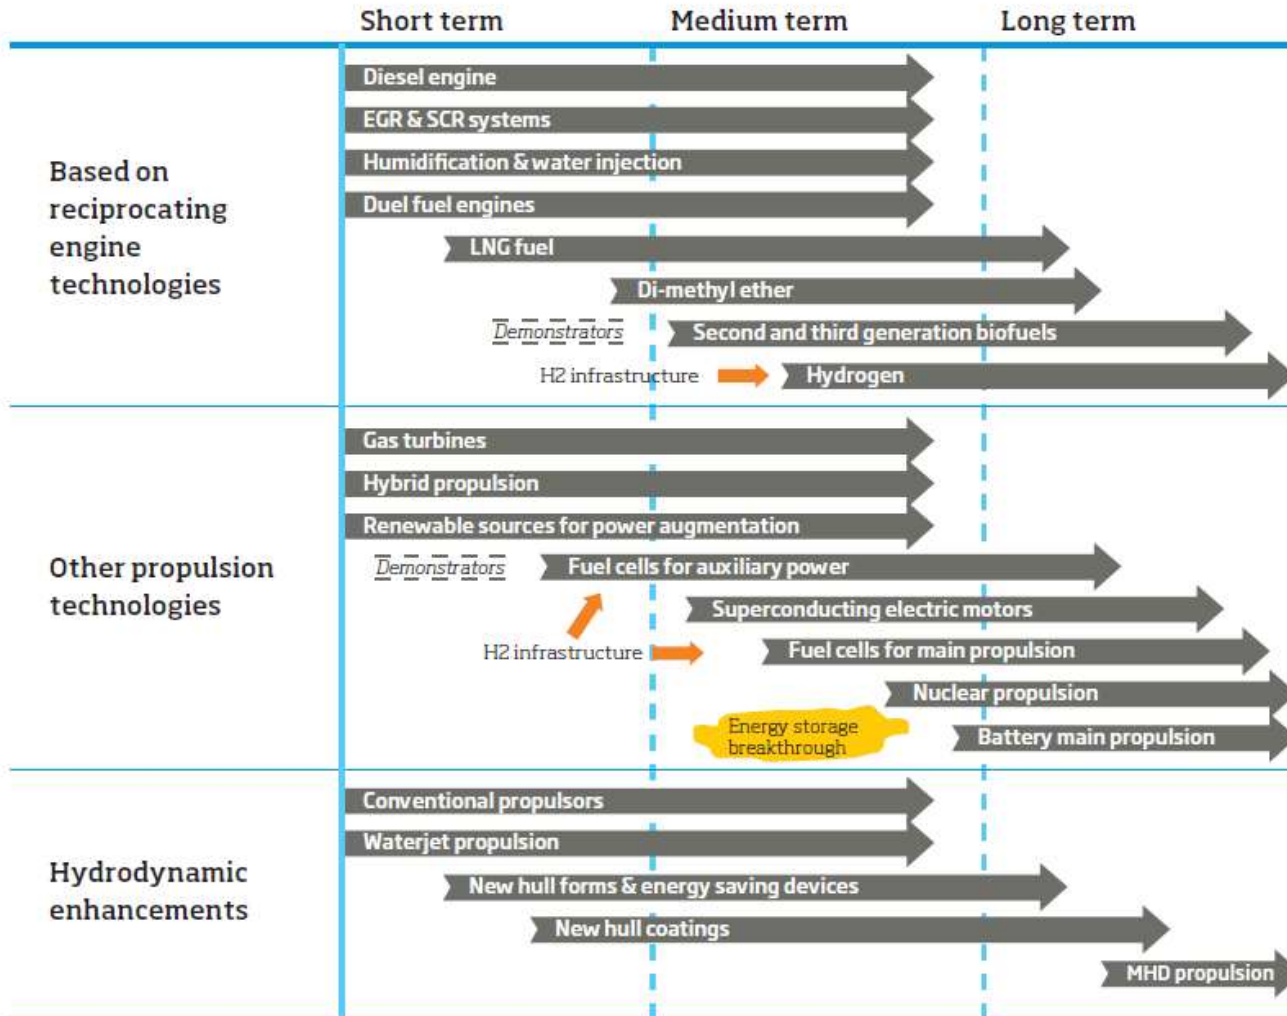 Short term
Medium term
Long term
Based on
reciprocating
engine
technologies
Diesel engine
EGR & SCR systems
Humidification & water injection
Duel fuel engines
LNG fuel
Di-methyl ether
Demonstrators
Second and third generation biofuels
H2 infrastructure
Hydrogen
Other propulsion
technologies
Gas turbines
Hybrid propulsion
Renewable sources for power augmentation
Demonstrators
Fuel cells for auxiliary power
Superconducting electric motors
H2 infrastructure
Fuel cells for main propulsion
Nuclear propulsion
Energy storage
breakthrough
Battery main propulsion
Hydrodynamic
enhancements
Conventional propulsors
Waterjet propulsion
New hull forms & energy saving devices
New hull coatings
MHD propulsion